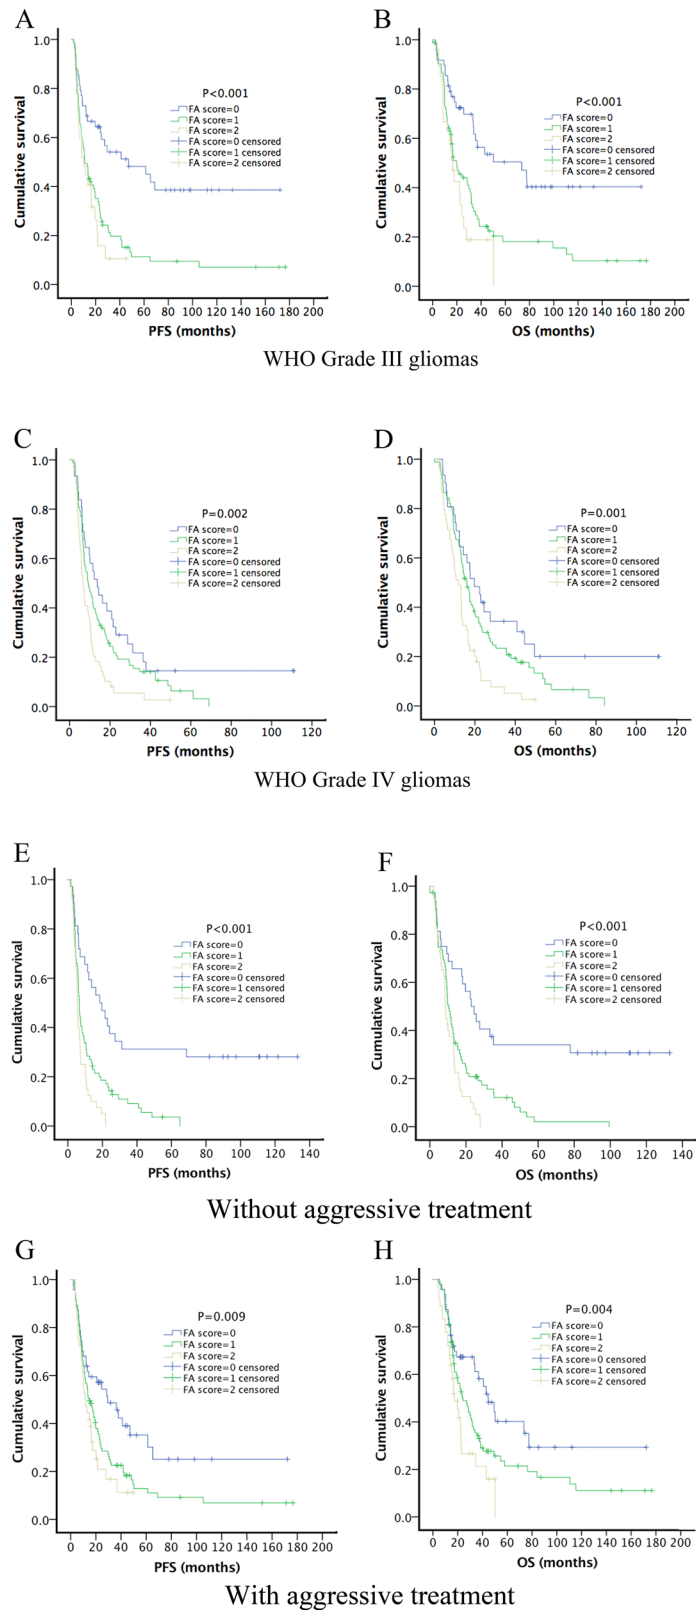 A
Cumulative survival
1.0
0.8
0.6
0.4
0.2
0.0
P<0.001
FA score=0
FA score=1
FA score=2
FA score=0 censored
FA score=1 censored
FA score=2 censored
0 20 40 60 80 100 120 140 160 180 200
PFS (months)
B
Cumulative survival
1.0
0.8
0.6
0.4
0.2
0.0
P<0.001
FA score=0
FA score=1
FA score=2
FA score=0 censored
FA score=1 censored
FA score=2 censored
0 20 40 60 80 100 120 140 160 180 200
OS (months)
WHO Grade III gliomas
C
Cumulative survival
1.0
0.8
0.6
0.4
0.2
0.0
P=0.002
FA score=0
FA score=1
FA score=2
FA score=0 censored
FA score=1 censored
FA score=2 censored
0 20 40 60 80 100 120
PFS (months)
D
Cumulative survival
1.0
0.8
0.6
0.4
0.2
0.0
P=0.001
FA score=0
FA score=1
FA score=2
FA score=0 censored
FA score=1 censored
FA score=2 censored
0 20 40 60 80 100 120
OS (months)
WHO Grade IV gliomas
E
Cumulative survival
1.0
0.8
0.6
0.4
0.2
0.0
P<0.001
FA score=0
FA score=1
FA score=2
FA score=0 censored
FA score=1 censored
FA score=2 censored
0 20 40 60 80 100 120 140
PFS (months)
F
Cumulative survival
1.0
0.8
0.6
0.4
0.2
0.0
P<0.001
FA score=0
FA score=1
FA score=2
FA score=0 censored
FA score=1 censored
FA score=2 censored
0 20 40 60 80 100 120 140
OS (months)
Without aggressive treatment
G
Cumulative survival
1.0
0.8
0.6
0.4
0.2
0.0
P=0.009
FA score=0
FA score=1
FA score=2
FA score=0 censored
FA score=1 censored
FA score=2 censored
0 20 40 60 80 100 120 140 160 180 200
PFS (months)
H
Cumulative survival
1.0
0.8
0.6
0.4
0.2
0.0
P=0.004
FA score=0
FA score=1
FA score=2
FA score=0 censored
FA score=1 censored
FA score=2 censored
0 20 40 60 80 100 120 140 160 180 200
OS (months)
With aggressive treatment